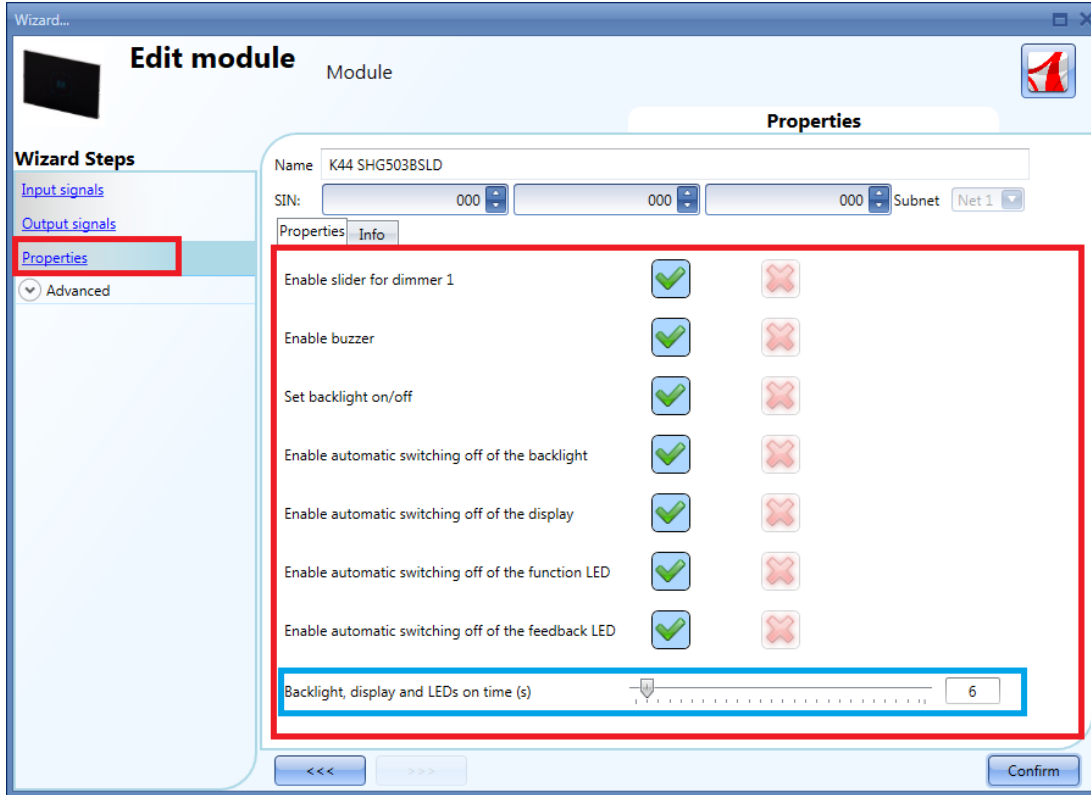 Wizard...
Edit module
Module
Properties
Wizard Steps
Input signals
Output signals
Properties
Advanced
Name K44 SHG503BSLD
SIN: 000 000 000 Subnet Net 1
Properties Info
Enable slider for dimmer 1
Enable buzzer
Set backlight on/off
Enable automatic switching off of the backlight
Enable automatic switching off of the display
Enable automatic switching off of the function LED
Enable automatic switching off of the feedback LED
Backlight, display and LEDs on time (s) 6
<<< >>> Confirm